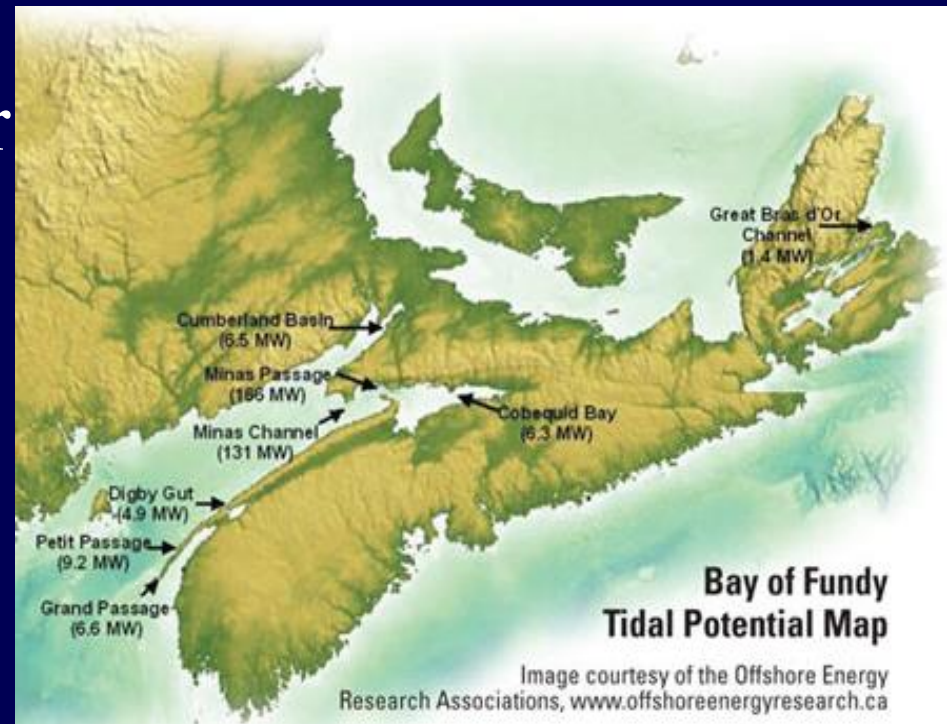 Great Bras d'Or
Channel
(1.4 MW)
Cumberland Basin
(6.5 MW)
Minas Passage
(166 MW)
Cobequid Bay
(6.3 MW)
Minas Channel
(131 MW)
Digby Gut
(4.9 MW)
Petit Passage
(9.2 MW)
Grand Passage
(6.6 MW)
Bay of Fundy
Tidal Potential Map
Image courtesy of the Offshore Energy
Research Associations, www.offshoreenergyresearch.ca